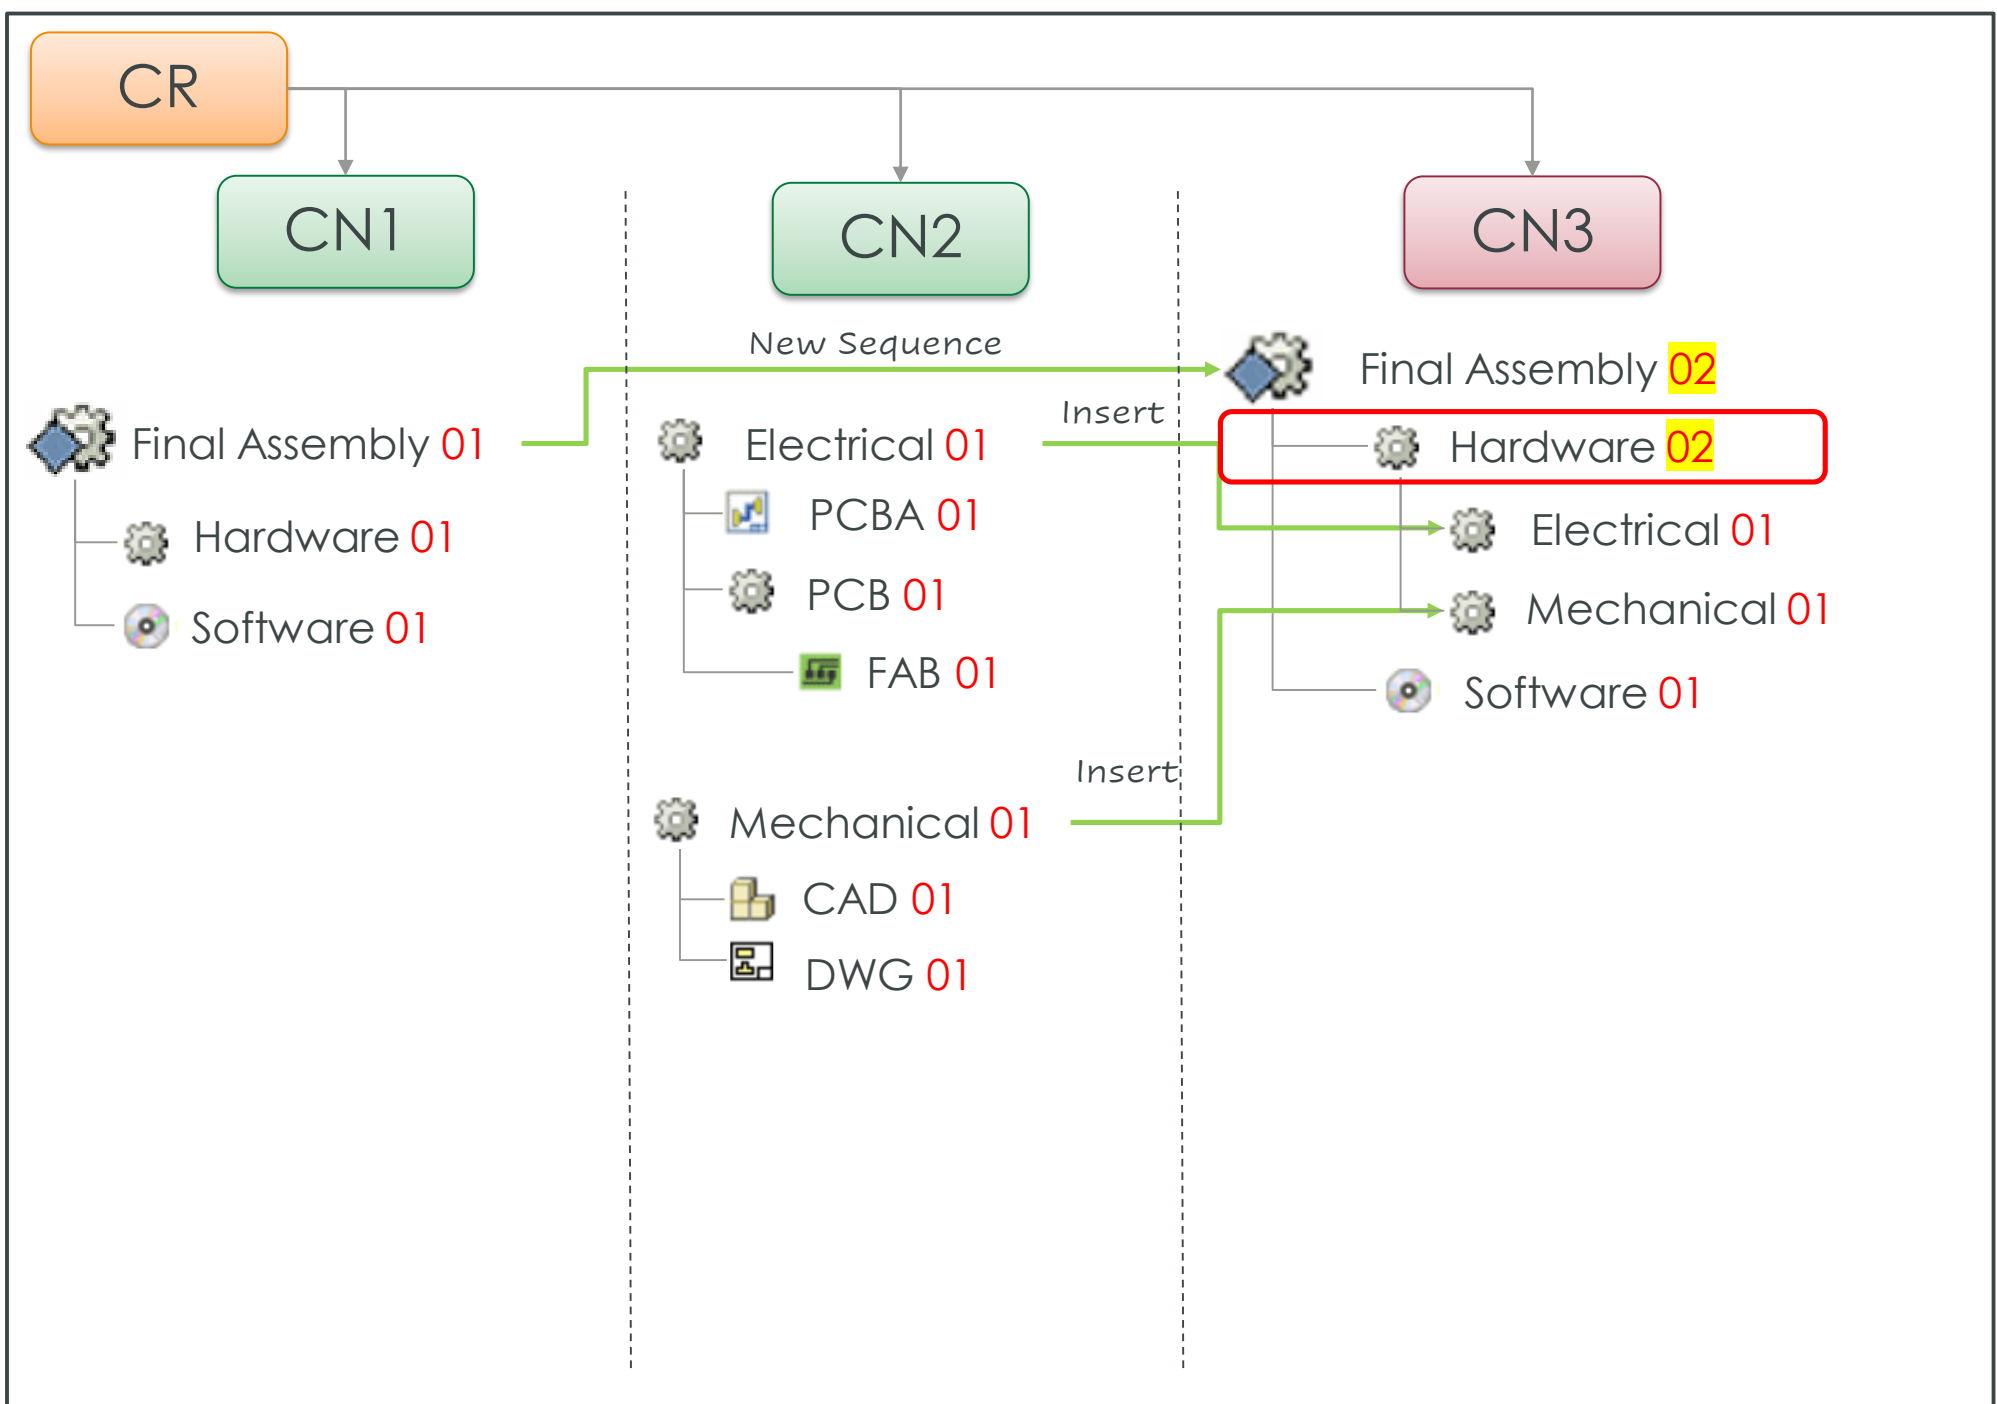 CR
CN1
CN2
CN3
New Sequence
Final Assembly 01
Hardware 01
Software 01
Electrical 01
PCBA 01
PCB 01
FAB 01
Insert
Mechanical 01
CAD 01
DWG 01
Insert
Final Assembly 02
Hardware 02
Electrical 01
Mechanical 01
Software 01